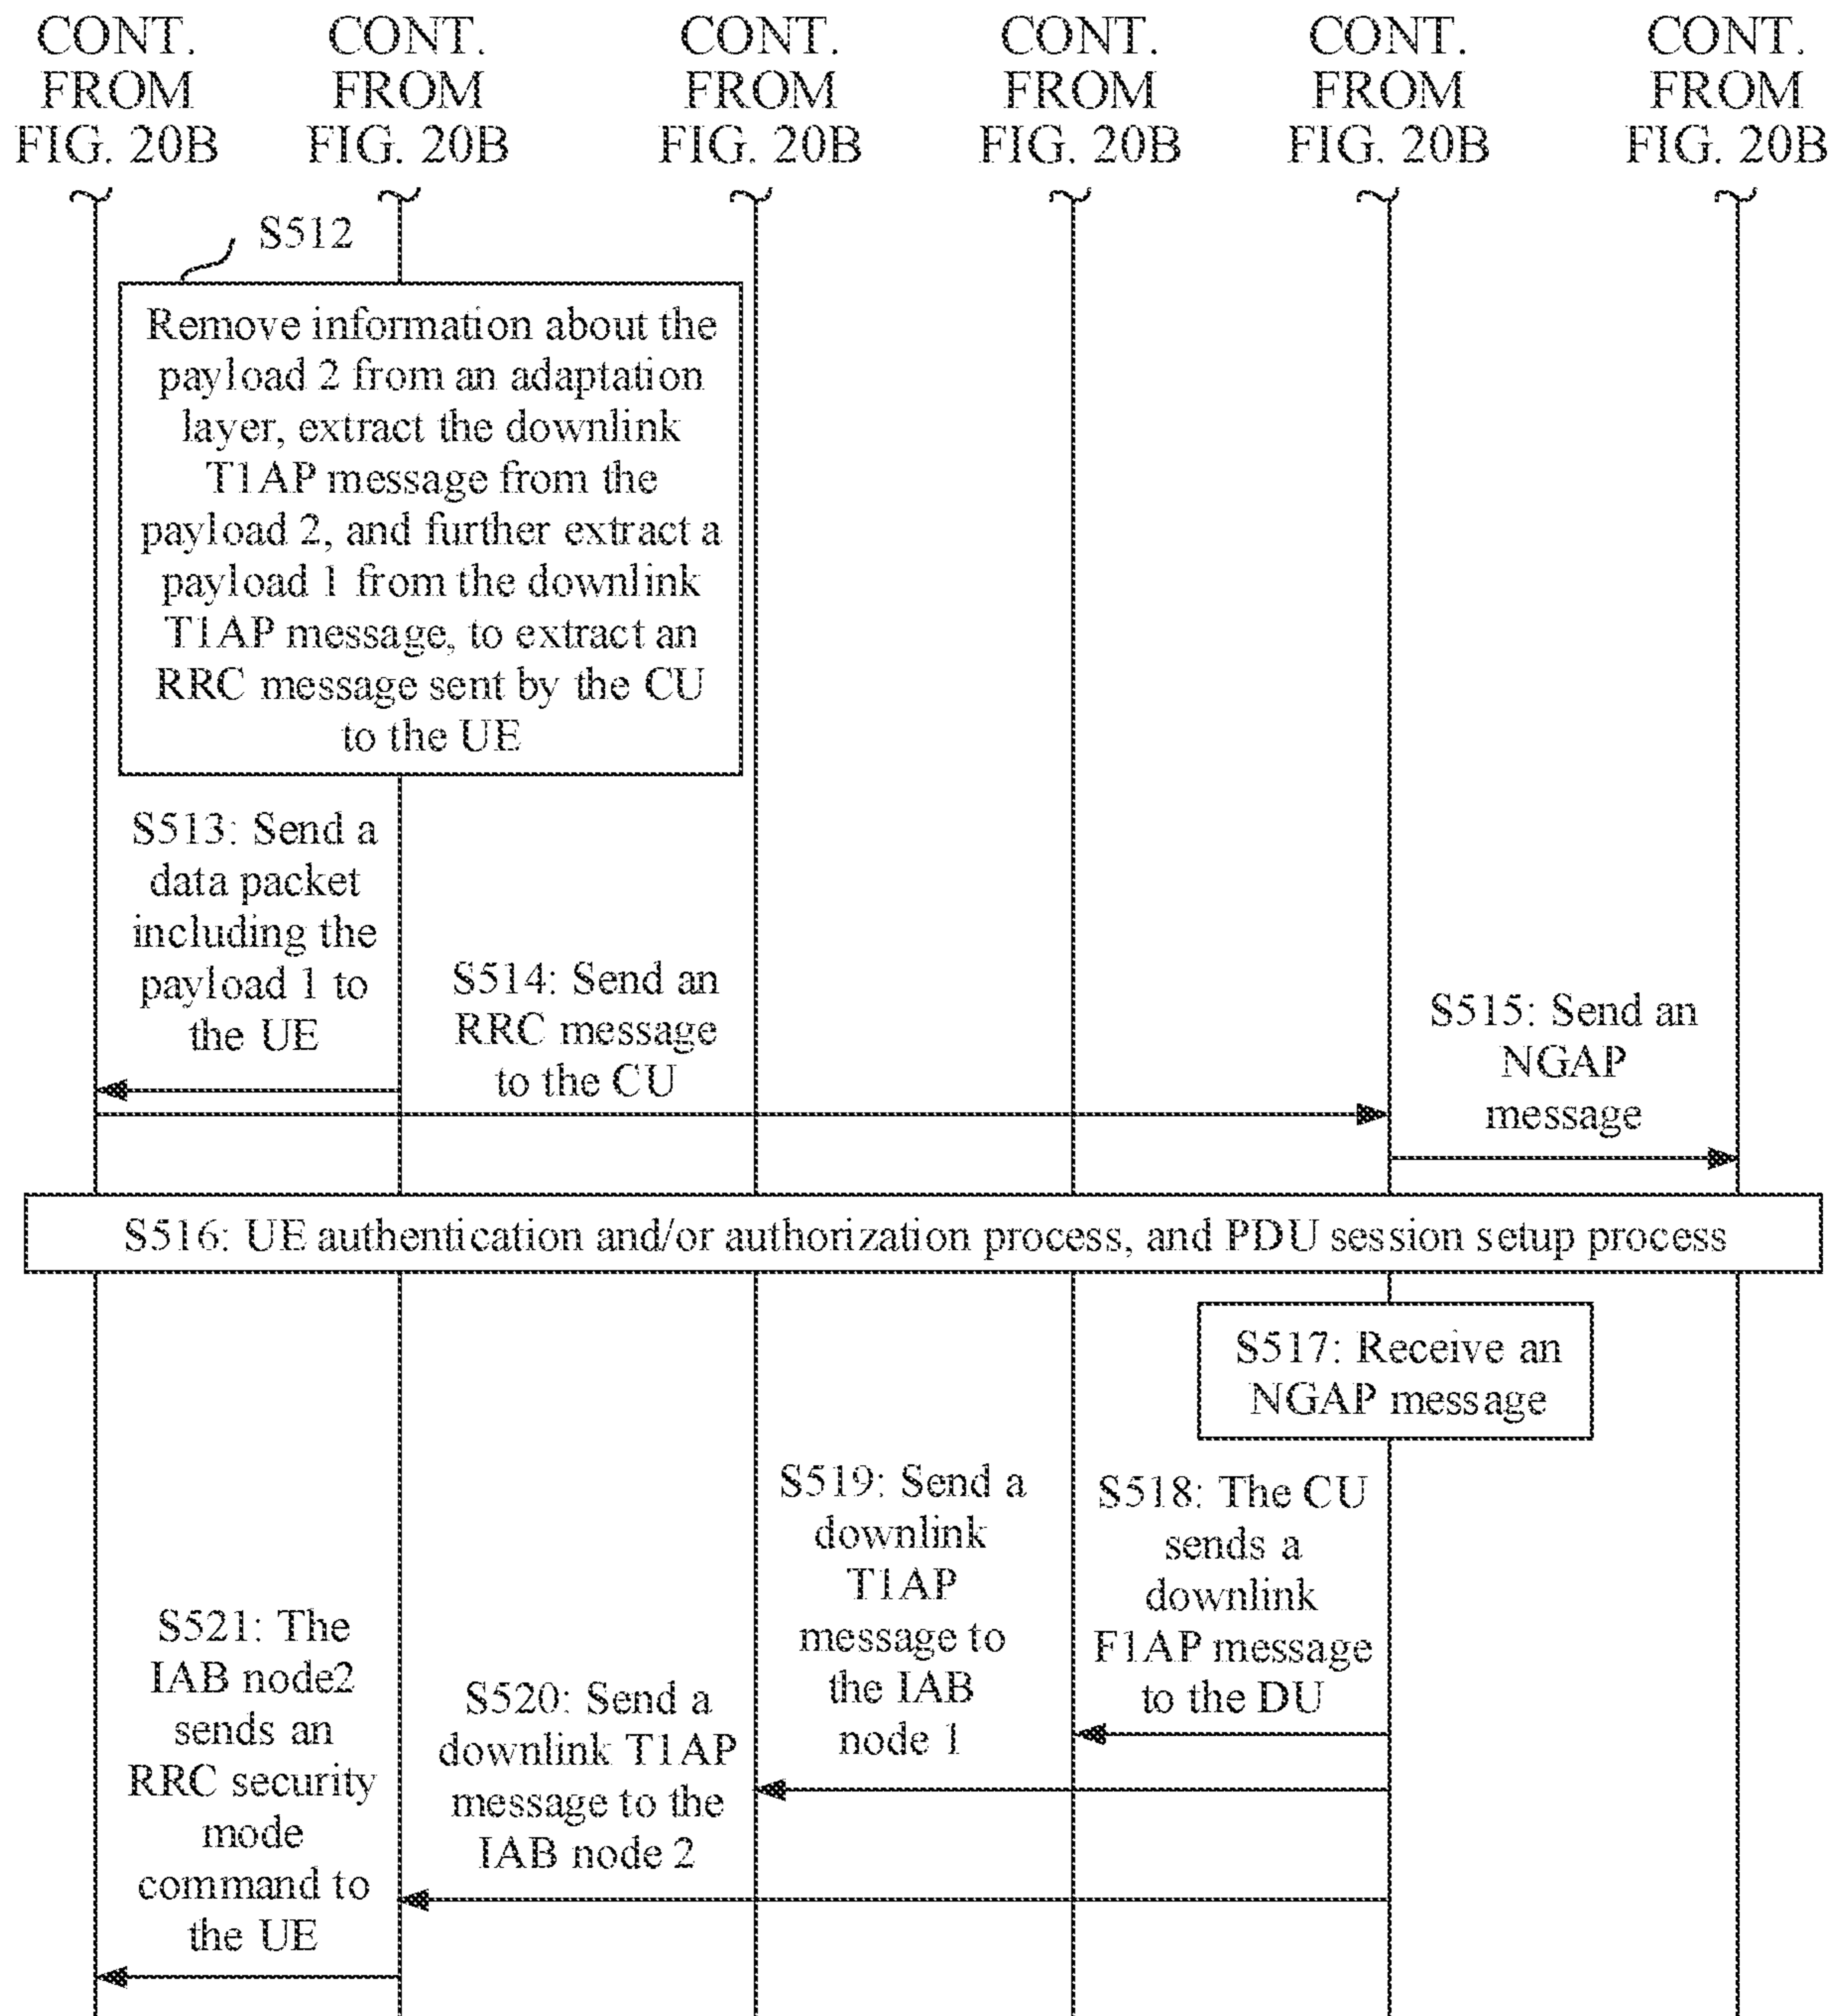 CONT.
FROM
FIG. 20B
CONT.
FROM
FIG. 20B
CONT.
FROM
FIG. 20B
CONT.
FROM
FIG. 20B
CONT.
FROM
FIG. 20B
CONT.
FROM
FIG. 20B
S512
Remove information about the
payload 2 from an adaptation
layer, extract the downlink
T1AP message from the
payload 2, and further extract a
payload 1 from the downlink
T1AP message, to extract an
RRC message sent by the CU
to the UE
S513: Send a
data packet
including the
payload 1 to
the UE
S514: Send an
RRC message
to the CU
S515: Send an
NGAP
message
S516: UE authentication and/or authorization process, and PDU session setup process
S517: Receive an
NGAP message
S518: The CU
sends a
downlink
F1AP message
to the DU
S519: Send a
downlink
T1AP
message to
the IAB
node 1
S520: Send a
downlink T1AP
message to the
IAB node 2
S521: The
IAB node2
sends an
RRC security
mode
command to
the UE